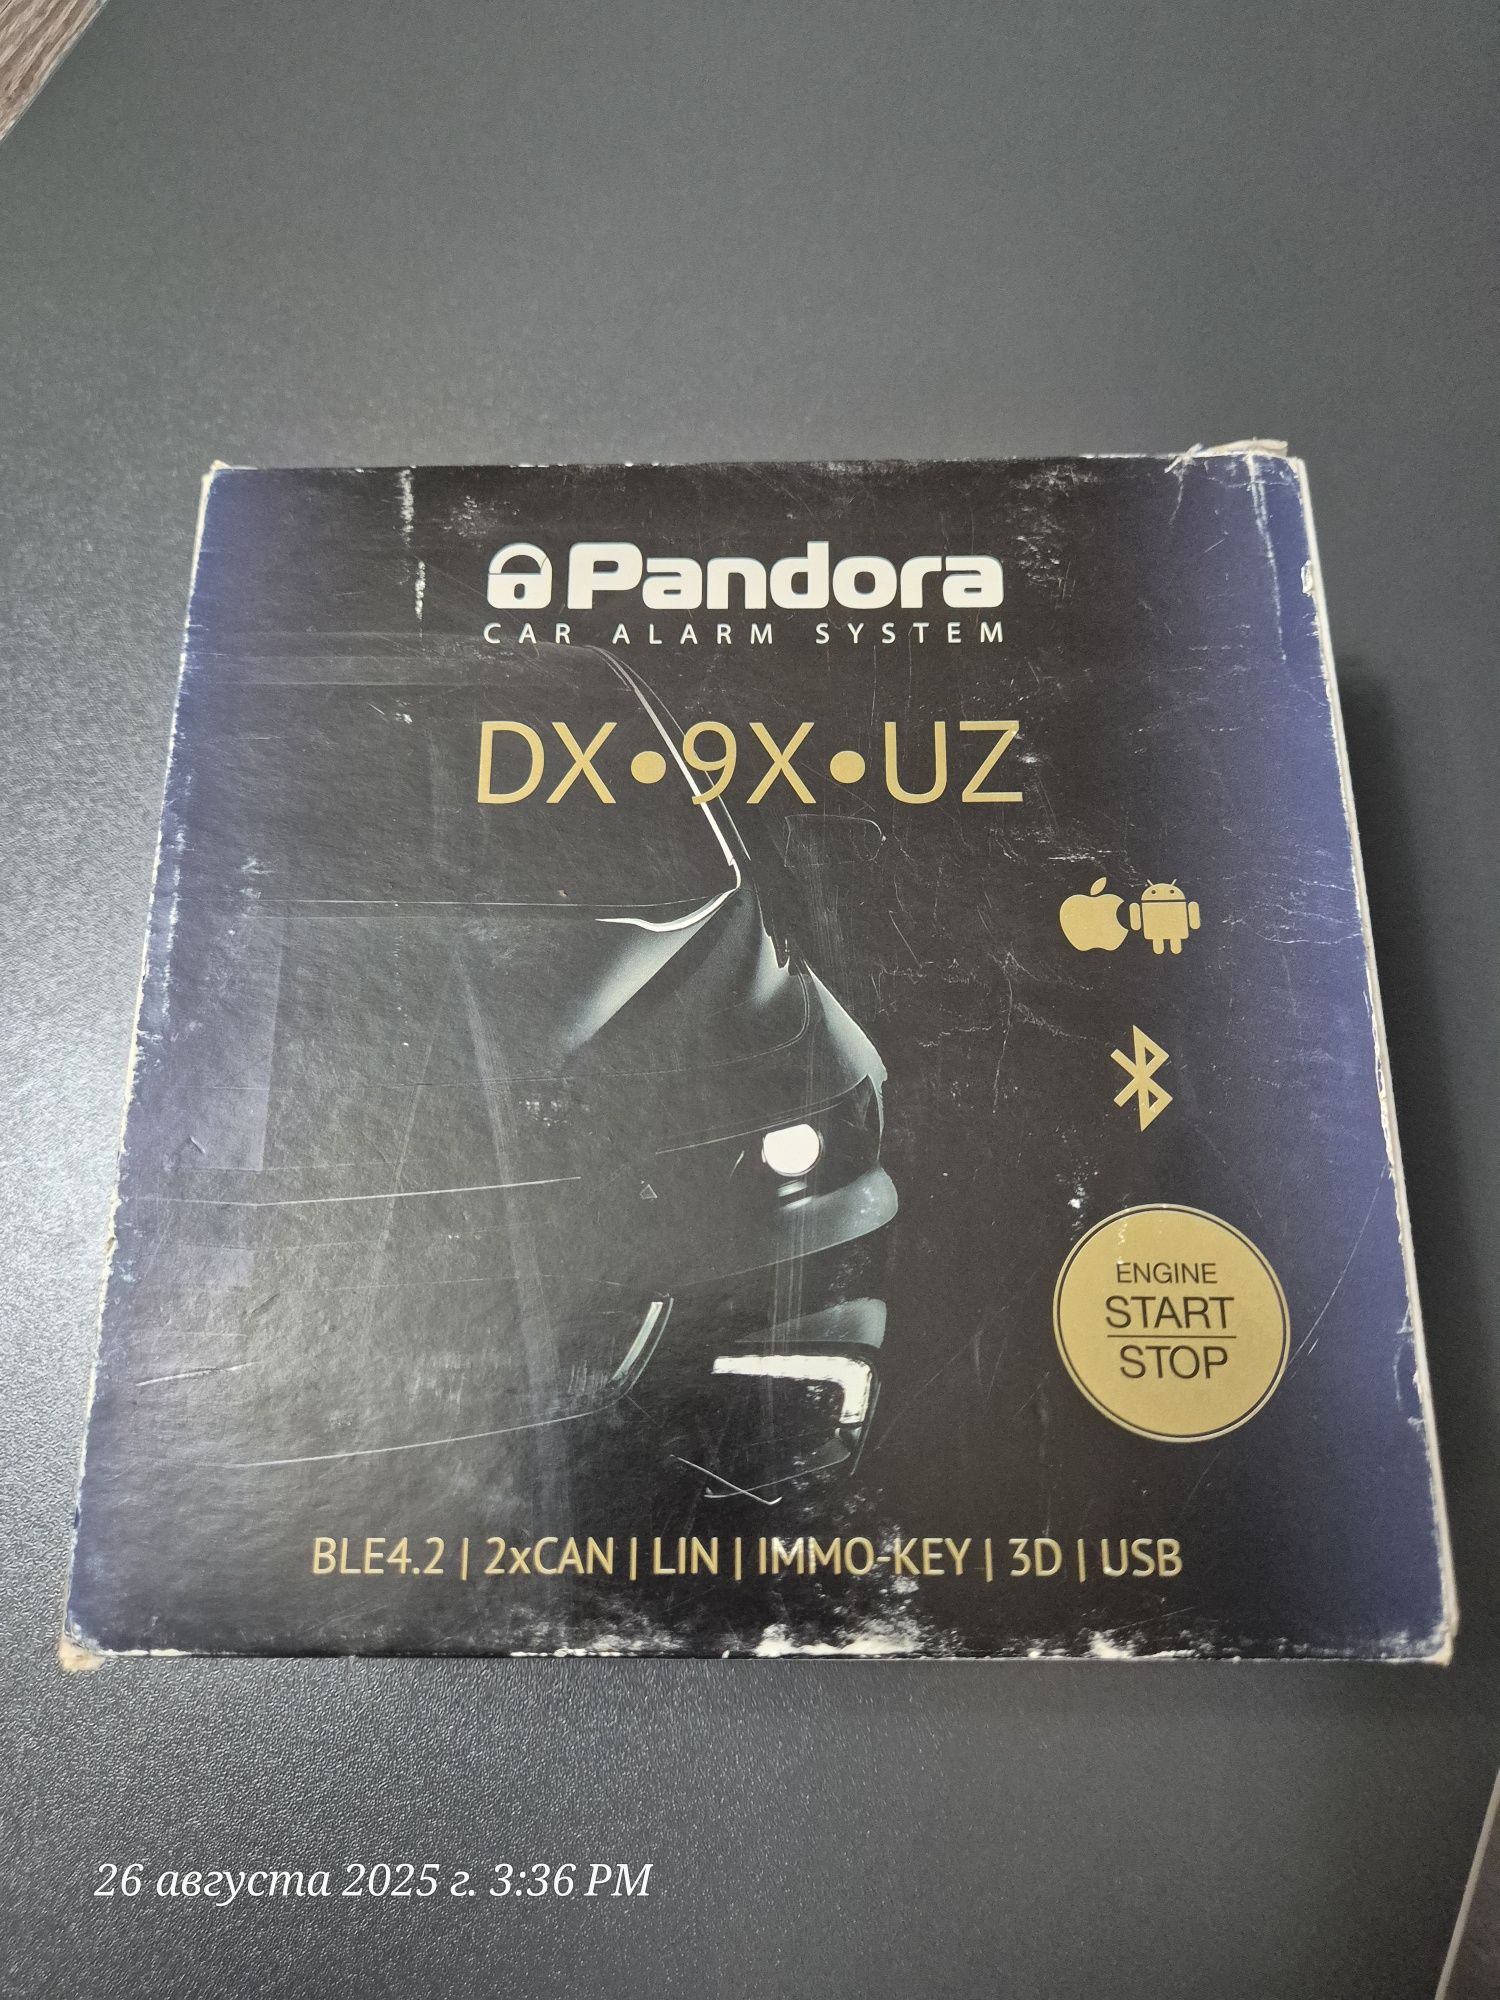 Pandora
CAR ALARM SYSTEM
DX•9X•UZ
ENGINE
START
STOP
BLE4.2 | 2xCAN | LIN | IMMO-KEY | 3D | USB
26 августа 2025 г. 3:36 PM